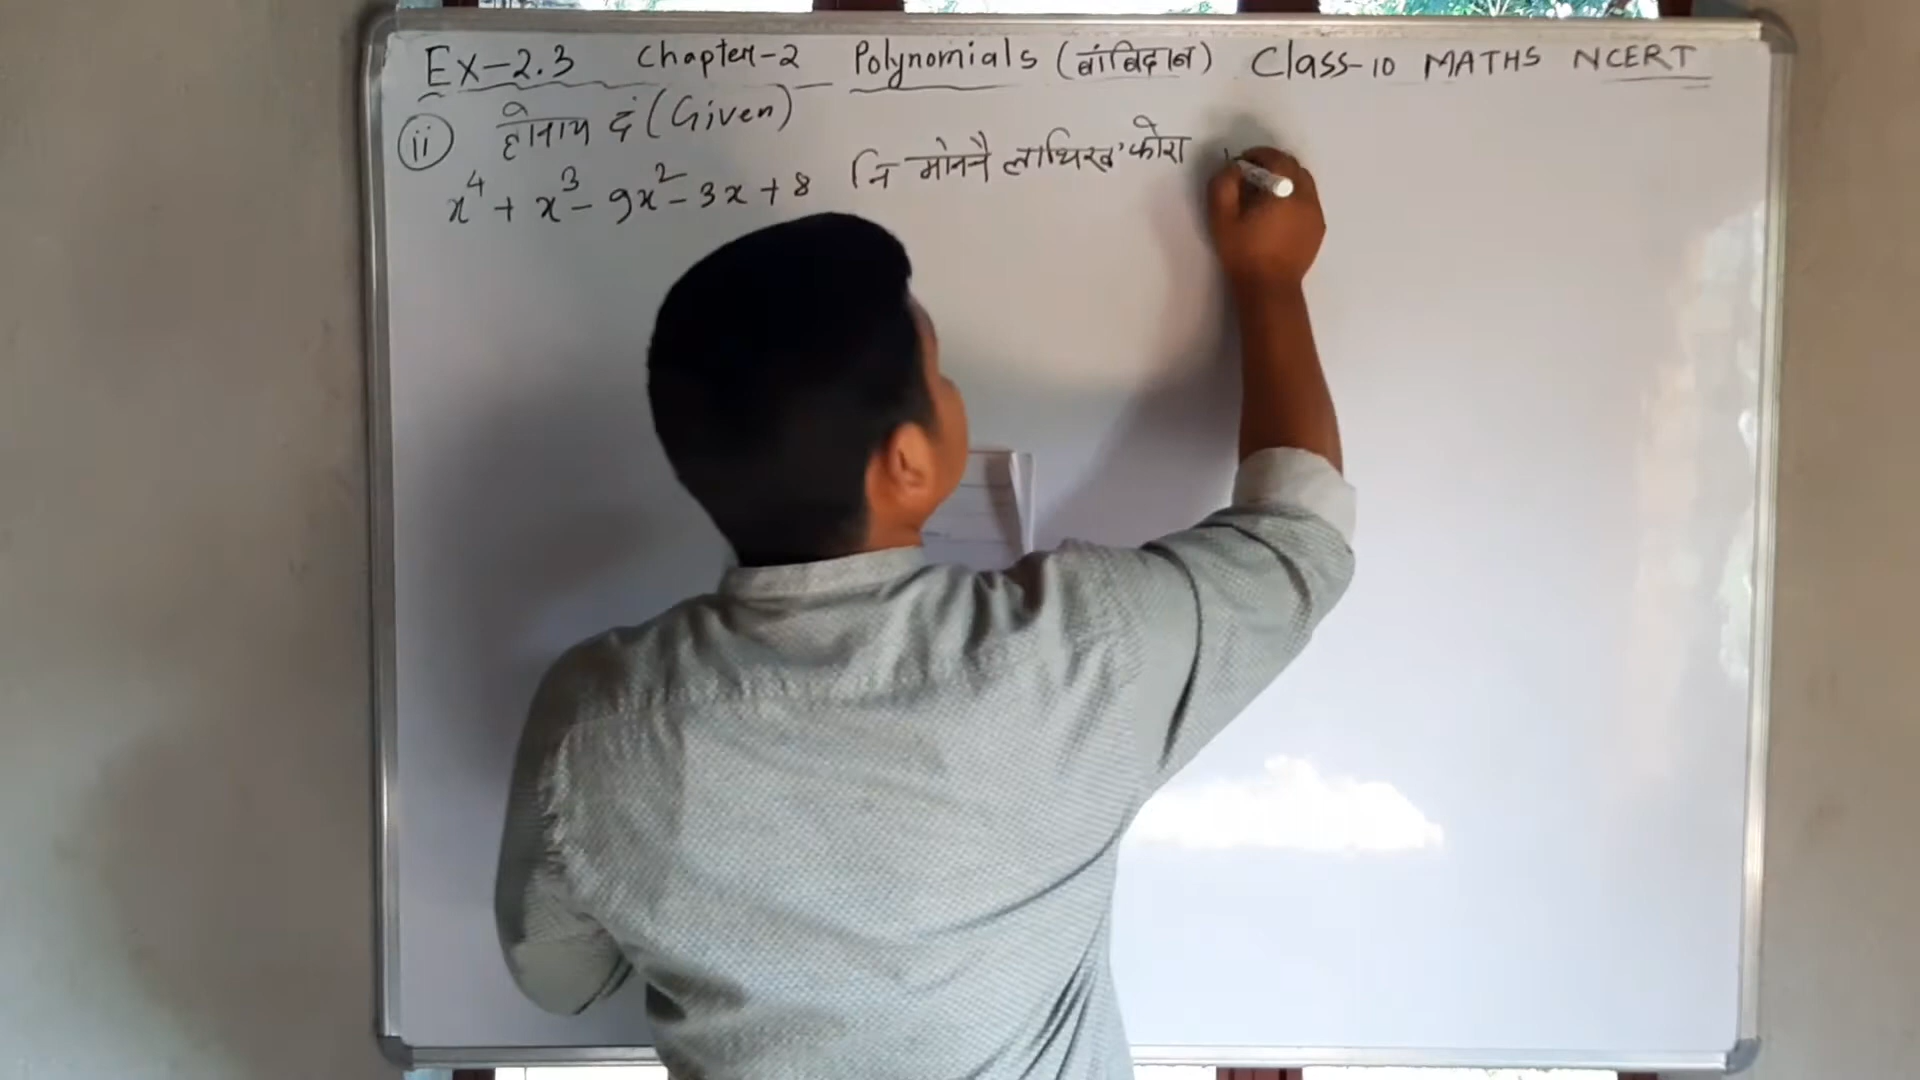 Ex-2.3 Chapter-2 Polynomials (बांबिदाब) Class-10 MATHS NCERT
ii होनाय दं (Given)
x⁴ + x³ - 9x² - 3x + 8 नि मोननै लाथिख' फोरा